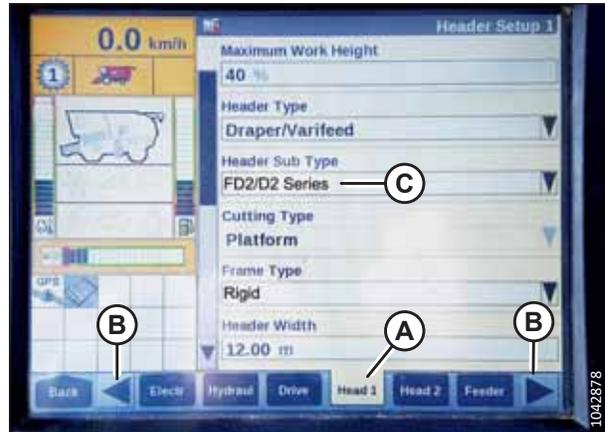 0.0 km/h
Header Setup 1
1
Maximum Work Height
40 %
Header Type
Draper/Varifeed
Header Sub Type
FD2/D2 Series
C
Cutting Type
Platform
Frame Type
Rigid
GPS
Header Width
12.00 m
B
A
B
Back
Electr
Hydraul
Drive
Head 1
Head 2
Feeder
1042878